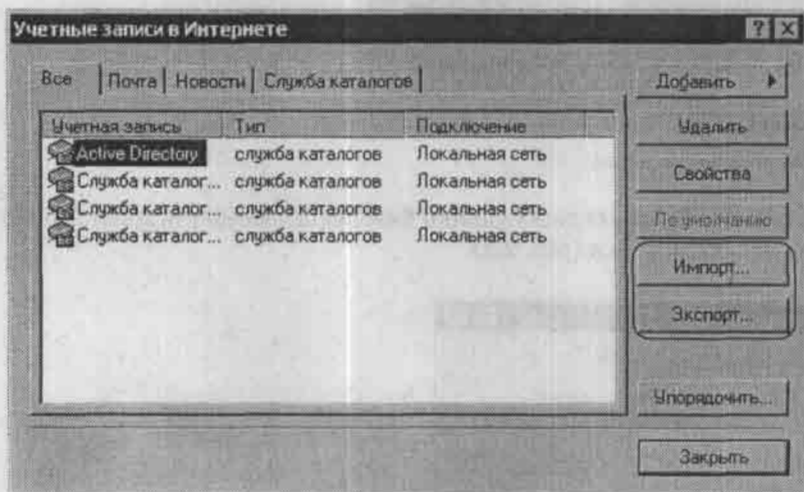 Учетные записи в Интернете
Все Почта Новости Служба каталогов
Учетная запись Тип Подключение
Active Directory служба каталогов Локальная сеть
Служба каталог... служба каталогов Локальная сеть
Служба каталог... служба каталогов Локальная сеть
Служба каталог... служба каталогов Локальная сеть
Добавить
Удалить
Свойства
По умолчанию
Импорт...
Экспорт...
Упорядочить...
Закрыть